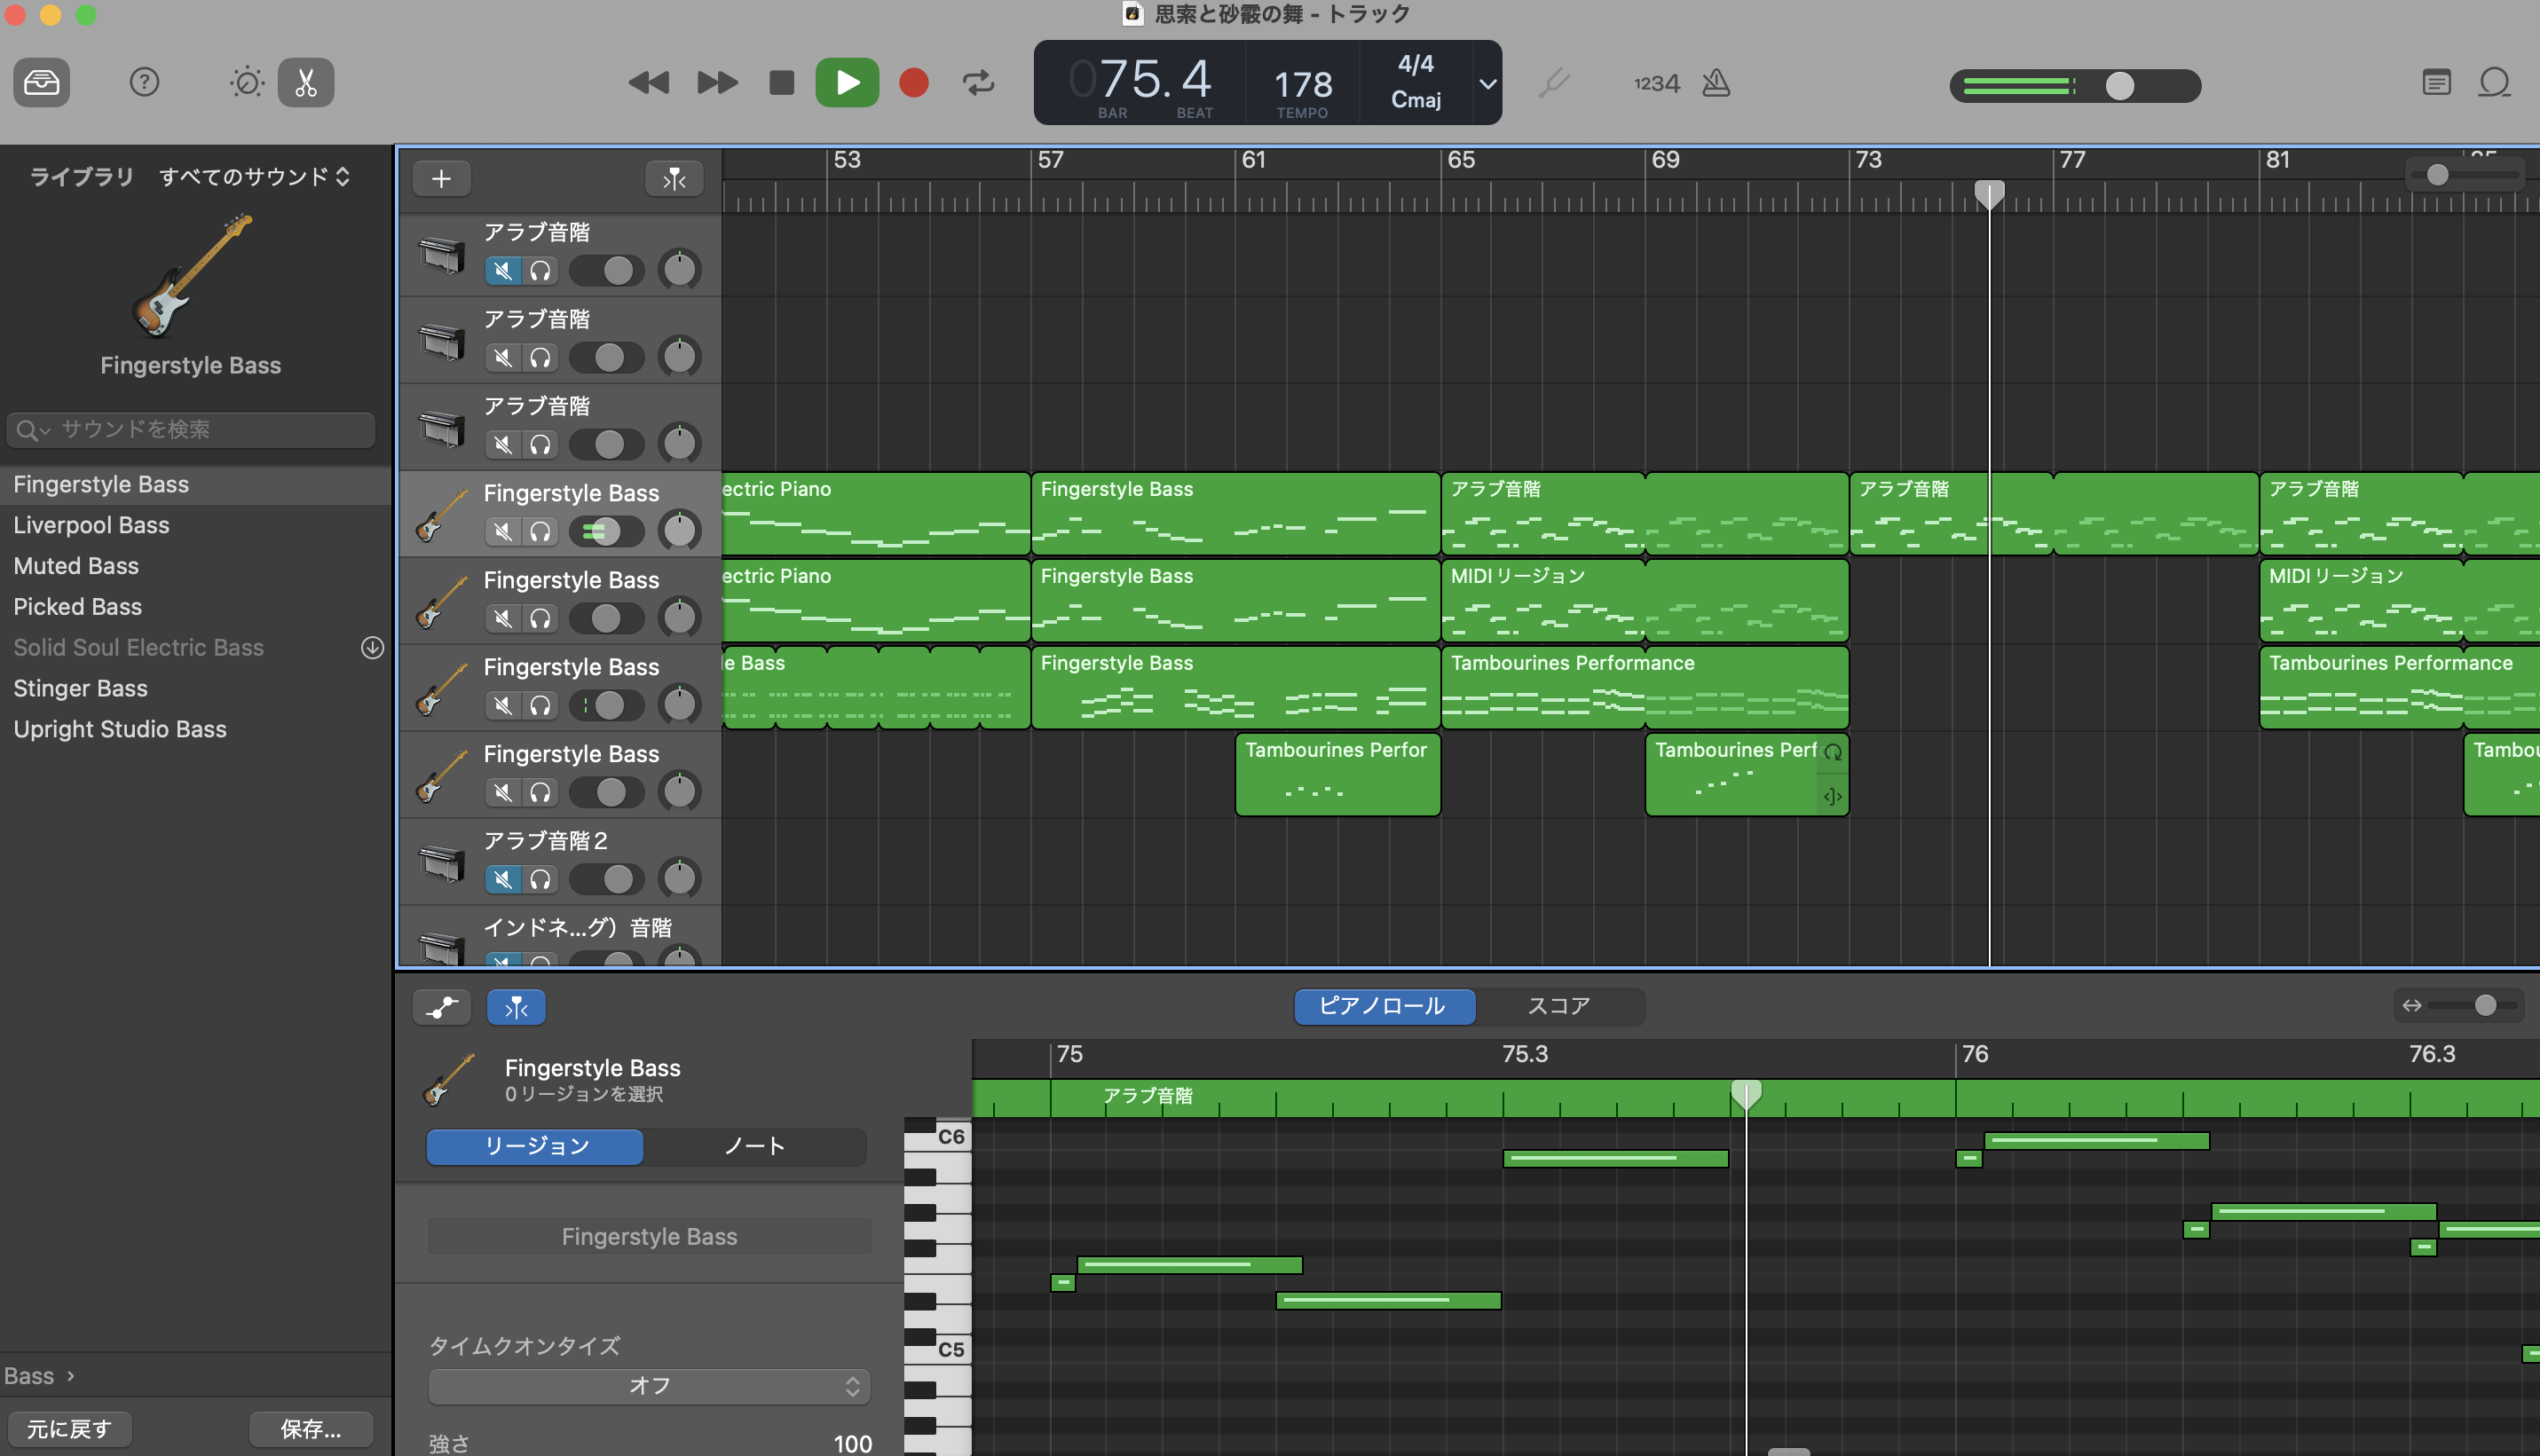 思索と砂霰の舞 - トラック
075.4
BAR
BEAT
178
TEMPO
4/4
Cmaj
1234
ライブラリ
すべてのサウンド
Fingerstyle Bass
サウンドを検索
Fingerstyle Bass
Liverpool Bass
Muted Bass
Picked Bass
Solid Soul Electric Bass
Stinger Bass
Upright Studio Bass
Bass
元に戻す
保存...
53
57
61
65
69
73
77
81
アラブ音階
アラブ音階
アラブ音階
Fingerstyle Bass
ectric Piano
Fingerstyle Bass
アラブ音階
アラブ音階
アラブ音階
Fingerstyle Bass
ectric Piano
Fingerstyle Bass
MIDI リージョン
MIDI リージョン
Fingerstyle Bass
le Bass
Fingerstyle Bass
Tambourines Performance
Tambourines Performance
Fingerstyle Bass
Tambourines Perfor
Tambourines Perf
Tambou
アラブ音階 2
インドネ...グ）音階
ピアノロール
スコア
Fingerstyle Bass
0 リージョンを選択
リージョン
ノート
Fingerstyle Bass
タイムクオンタイズ
オフ
強さ
100
75
75.3
76
76.3
アラブ音階
C6
C5